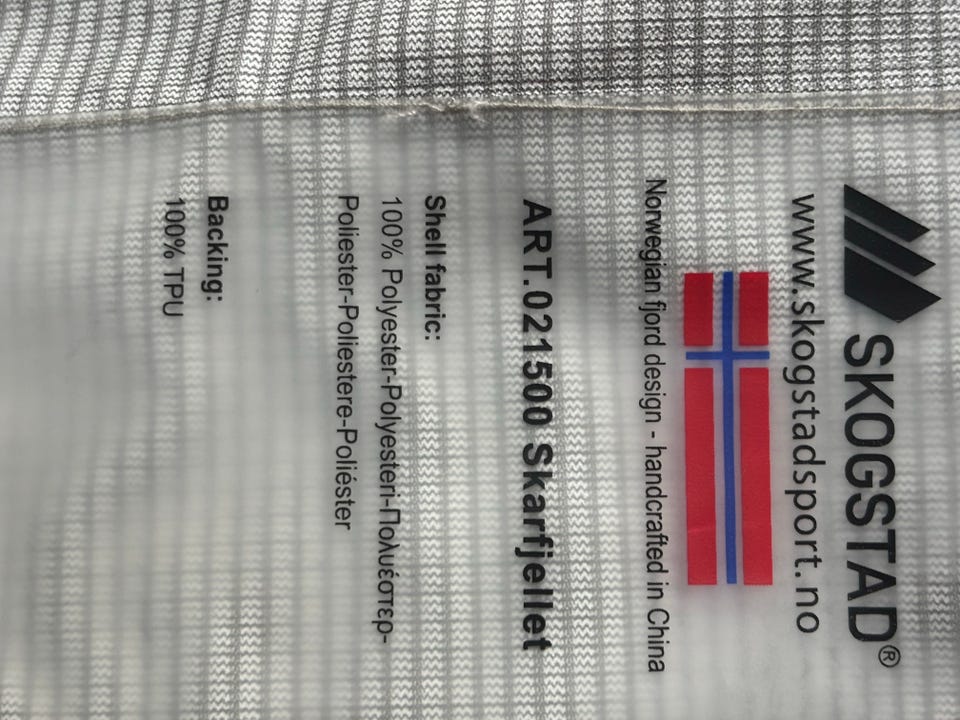 SKOGSTAD®
www.skogstadsport.no
Norwegian fjord design - handcrafted in China
ART.021500 Skarfjellet
Shell fabric:
100% Polyester-Polyesteri-Πολυέστερ-
Poliester-Poliestere-Poliéster
Backing:
100% TPU